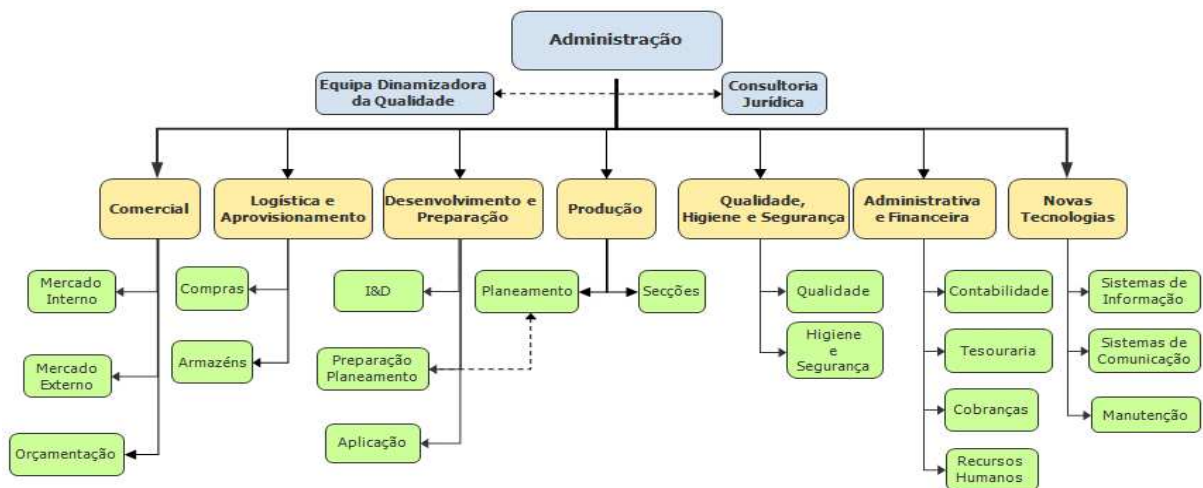 Administração
Equipa Dinamizadora
da Qualidade
Consultoria
Jurídica
Comercial
Logística e
Aprovisionamento
Desenvolvimento e
Preparação
Produção
Qualidade,
Higiene e Segurança
Administrativa
e Financeira
Novas
Tecnologias
Mercado
Interno
Mercado
Externo
Orçamentação
Compras
Armazéns
I&D
Preparação
Planeamento
Aplicação
Planeamento
Secções
Qualidade
Higiene
e
Segurança
Contabilidade
Tesouraria
Cobranças
Recursos
Humanos
Sistemas de
Informação
Sistemas de
Comunicação
Manutenção